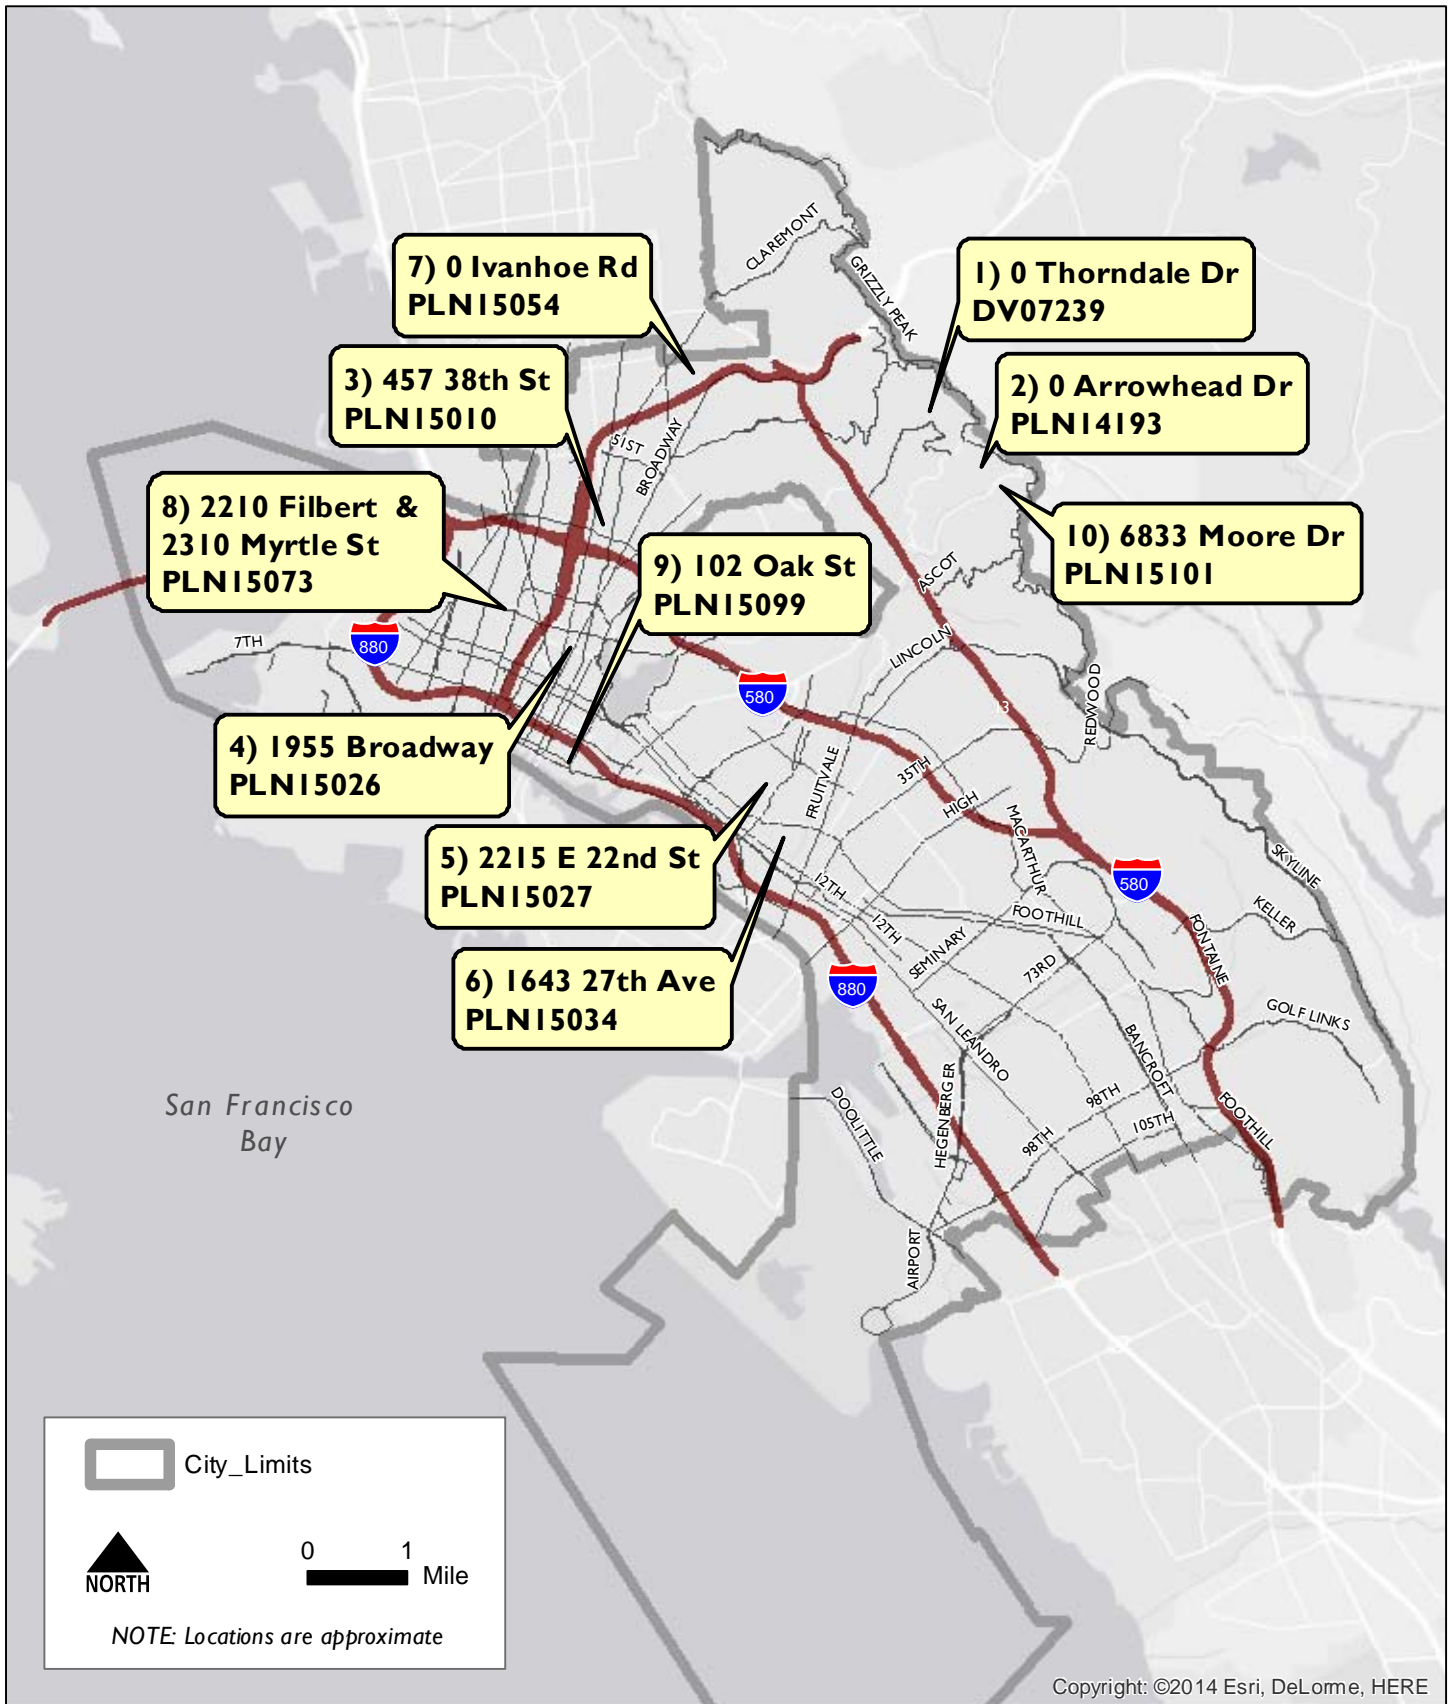 CLAREMONT
GRIZZLY PEAK
7) 0 Ivanhoe Rd
PLN15054
1) 0 Thorndale Dr
DV07239
3) 457 38th St
PLN15010
2) 0 Arrowhead Dr
PLN14193
51ST
BROADWAY
8) 2210 Filbert &
2310 Myrtle St
PLN15073
9) 102 Oak St
PLN15099
10) 6833 Moore Dr
PLN15101
ASCOT
7TH
880
LINCOLN
580
REDWOOD
13
4) 1955 Broadway
PLN15026
FRUITVALE
35TH
HIGH
MACARTHUR
5) 2215 E 22nd St
PLN15027
SKYLINE
580
12TH
12TH
FOOTHILL
KELLER
FONTAINE
SEMINARY
73RD
6) 1643 27th Ave
PLN15034
880
SAN LEANDRO
GOLF LINKS
BANCROFT
HEGENBERGER
DOOLITTLE
98TH
105TH
FOOTHILL
98TH
San Francisco
Bay
AIRPORT
City_Limits
NORTH
0 1
Mile
NOTE: Locations are approximate
Copyright: ©2014 Esri, DeLorme, HERE